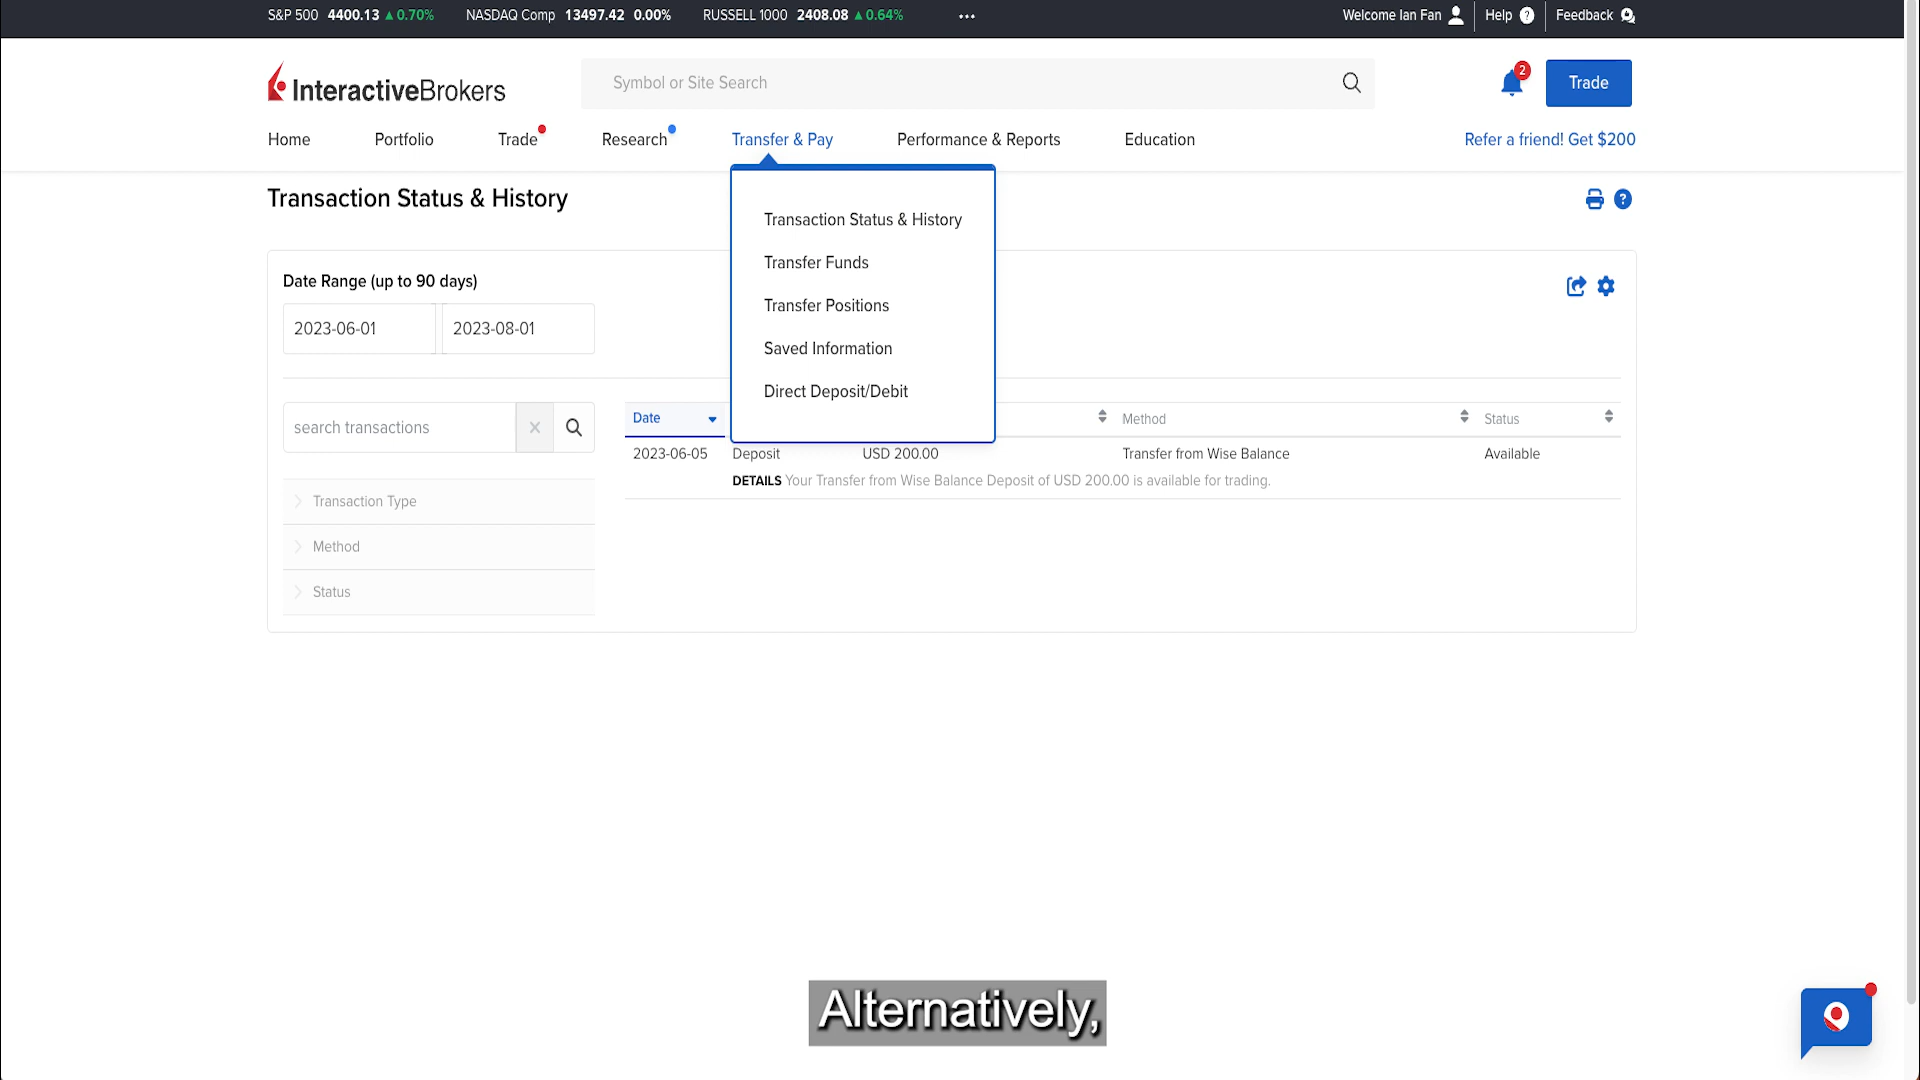 S&P 500 4400.13 ▲0.70% NASDAQ Comp 13497.42 0.00% RUSSELL 1000 2408.08 ▲0.64% ••• Welcome Ian Fan Help ? Feedback
InteractiveBrokers Symbol or Site Search 2 Trade
Home Portfolio Trade Research Transfer & Pay Performance & Reports Education Refer a friend! Get $200
Transaction Status & History ?
Transaction Status & History
Transfer Funds
Transfer Positions
Saved Information
Direct Deposit/Debit
Date Range (up to 90 days)
2023-06-01 2023-08-01
search transactions ×
Transaction Type
Method
Status
Date Method Status
2023-06-05 Deposit USD 200.00 Transfer from Wise Balance Available
DETAILS Your Transfer from Wise Balance Deposit of USD 200.00 is available for trading.
Alternatively,